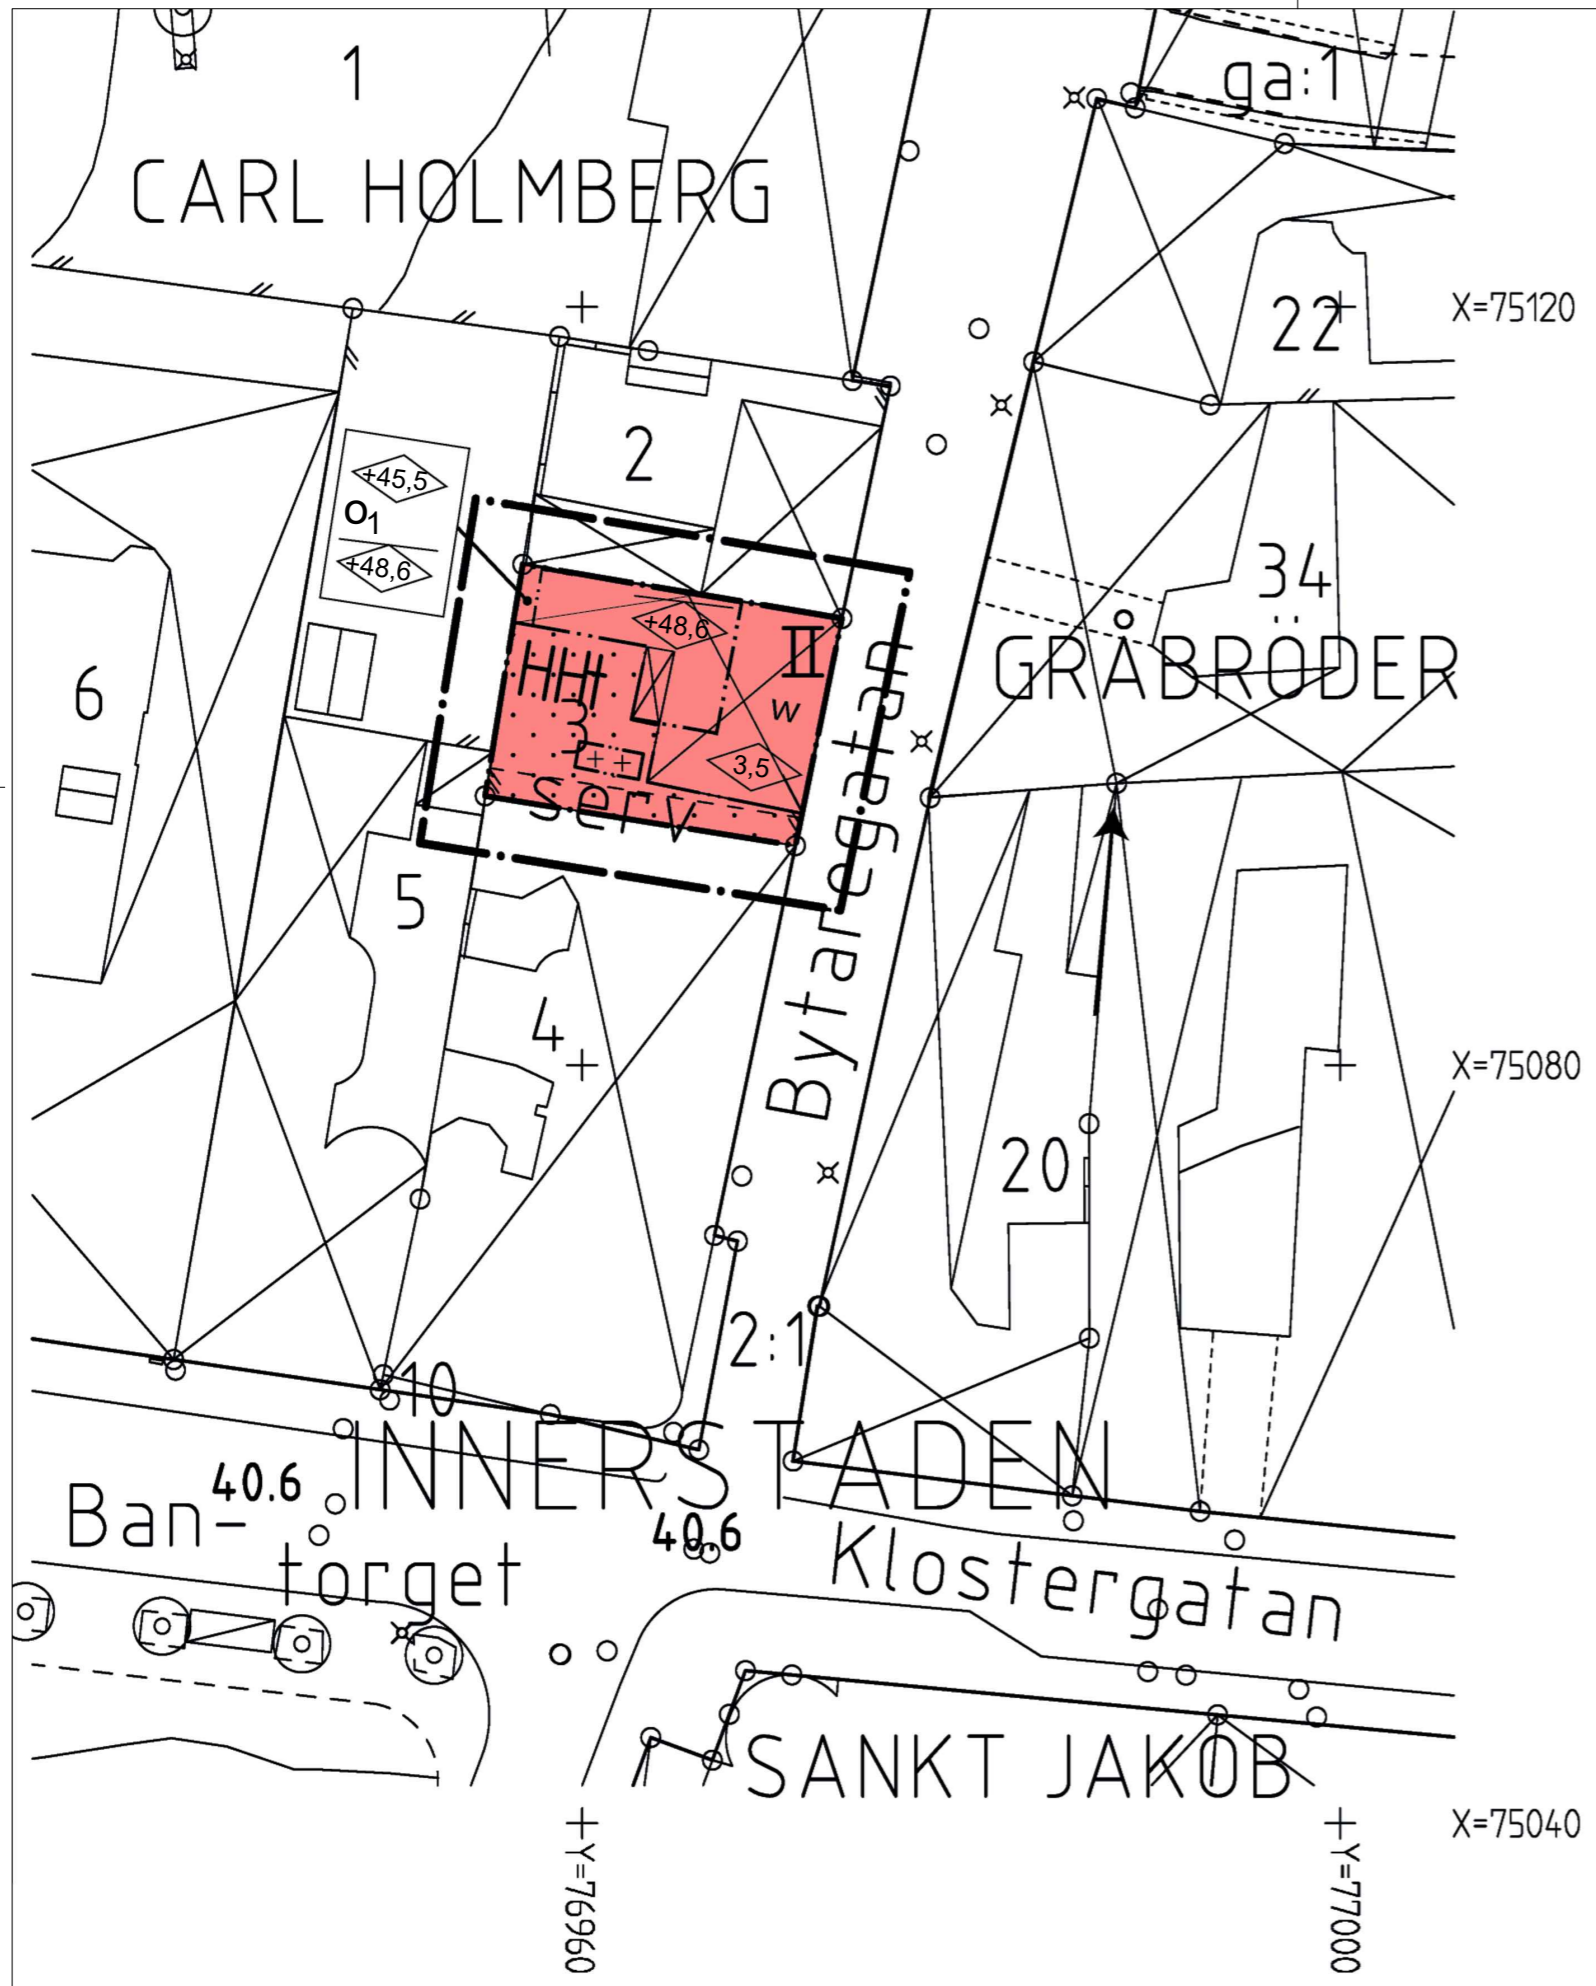 1
ga:1
CARL HOLMBERG
22
X=75120
2
+45,5
O1
+48,6
34
+48,6
II
GRÅBRÖDER
HH
6
3
w
3,5
serv
Bytaregatan
5
4
X=75080
20
2:1
10
INNERSTADEN
40.6
Ban-
40.6
torget
Klostergatan
SANKT JAKOB
X=75040
Y=76960
Y=77000